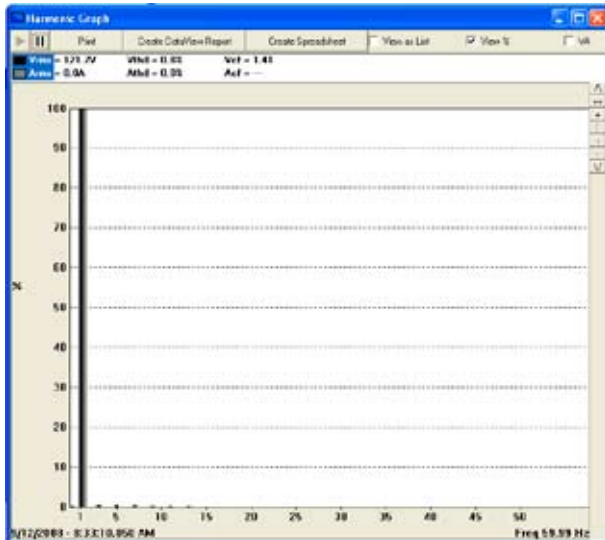 Harmonic Graph
Print Create DataView Report Create Spreadsheet View as List View % VA
Vrms = 121.7V Vthd = Vcf = 1.41
Arms = 0.0A Athd = 0.0% Acf = ---
100
90
80
70
60
%
50
40
30
20
10
0
1 5 10 15 20 25 30 35 40 45 50
/12/2008 - 8:33:10.050 AM Freq 59.99 Hz